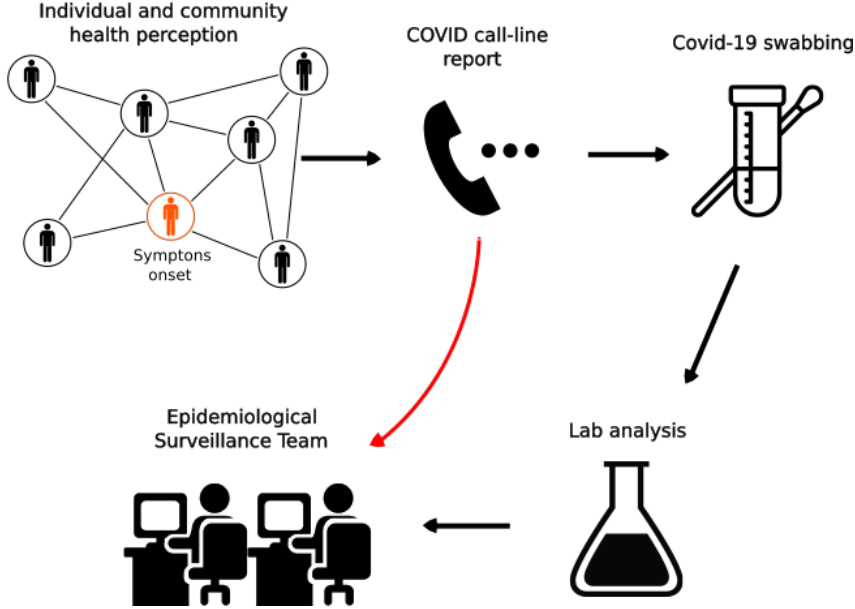 Individual and community
health perception
COVID call-line
report
Covid-19 swabbing
Symptons
onset
Epidemiological
Surveillance Team
Lab analysis